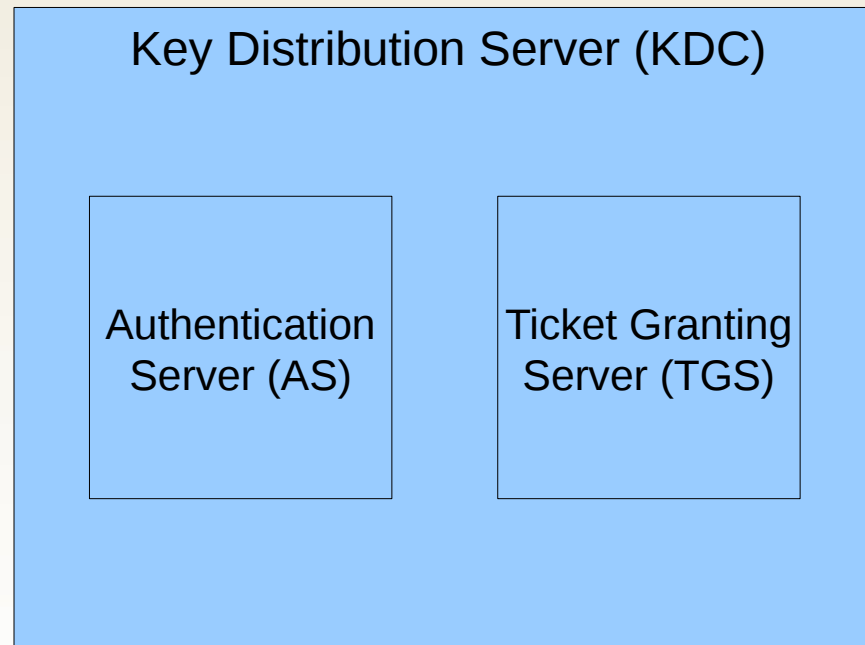 Key Distribution Server (KDC)
Authentication
Server (AS)
Ticket Granting
Server (TGS)